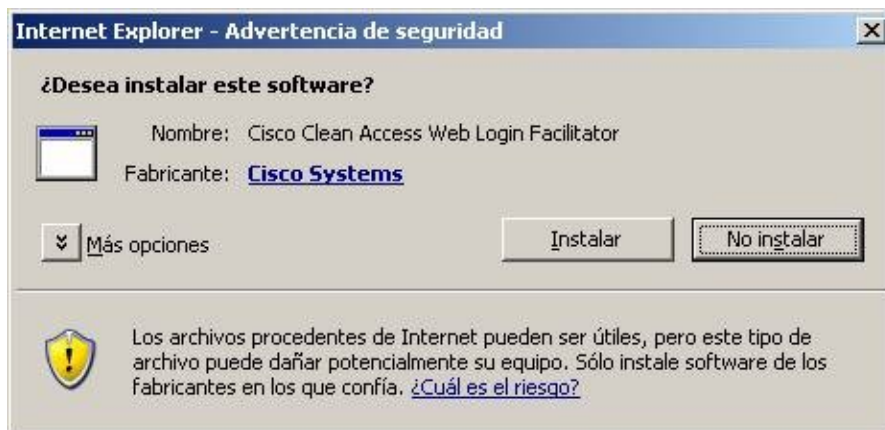 Internet Explorer - Advertencia de seguridad
¿Desea instalar este software?
Nombre: Cisco Clean Access Web Login Facilitator
Fabricante: Cisco Systems
Más opciones
Instalar
No instalar
Los archivos procedentes de Internet pueden ser útiles, pero este tipo de
archivo puede dañar potencialmente su equipo. Sólo instale software de los
fabricantes en los que confía. ¿Cuál es el riesgo?